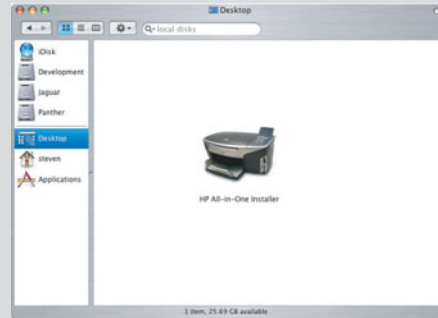 Desktop
local disks
iDisk
Development
Jaguar
Panther
Desktop
steven
Applications
HP All-in-One Installer
1 item, 25.69 GB available